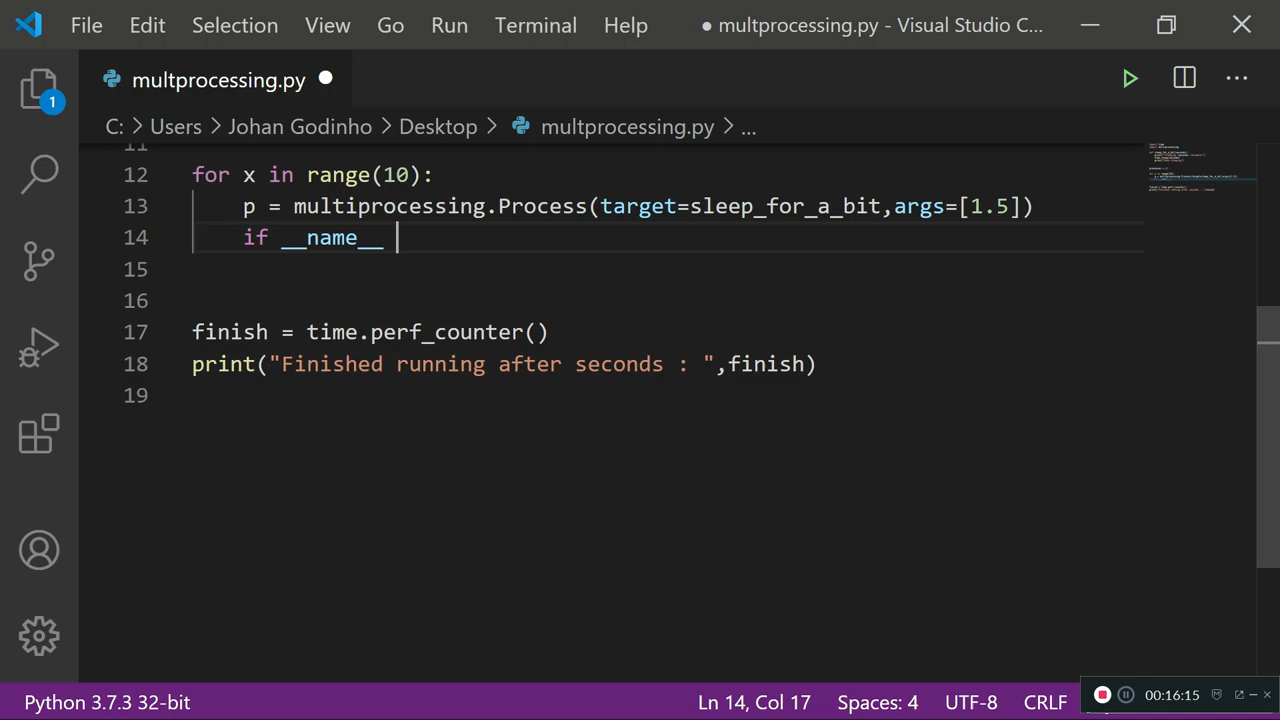 File Edit Selection View Go Run Terminal Help ● multprocessing.py - Visual Studio C...
1
multprocessing.py
C: > Users > Johan Godinho > Desktop > multprocessing.py > ...
11
12 for x in range(10):
13 p = multiprocessing.Process(target=sleep_for_a_bit,args=[1.5])
14 if __name__
15
16
17 finish = time.perf_counter()
18 print("Finished running after seconds : ",finish)
19
Python 3.7.3 32-bit Ln 14, Col 17 Spaces: 4 UTF-8 CRLF 00:16:15